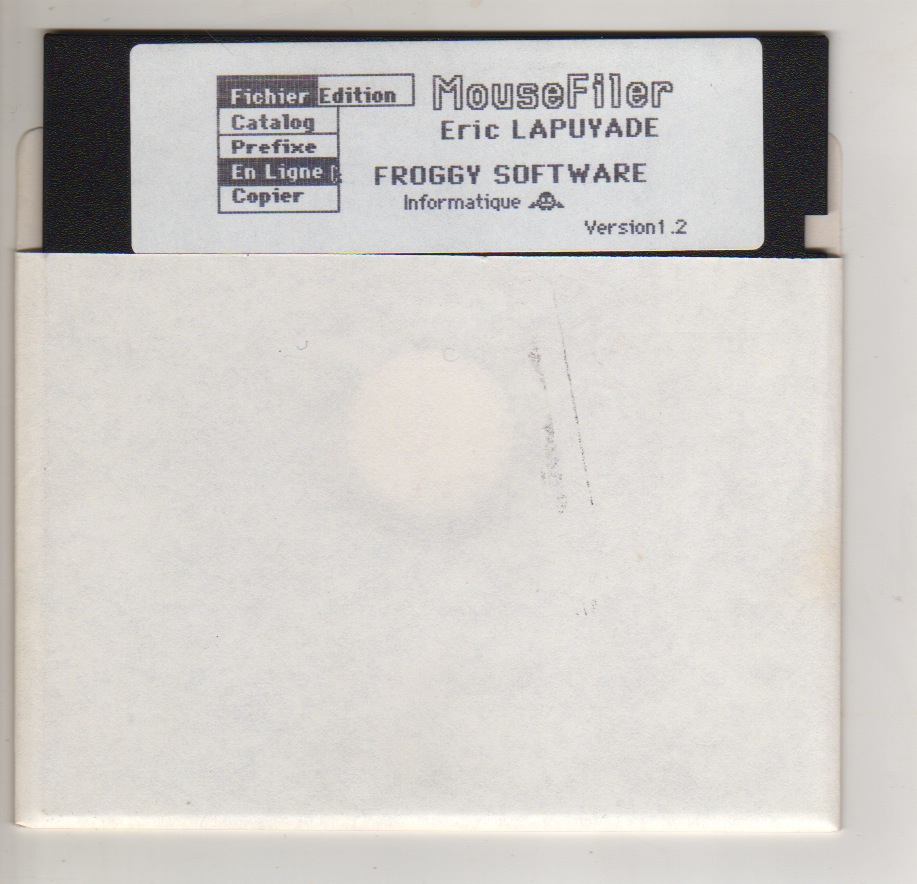 Fichier Edition
Catalog
Prefixe
En Ligne
Copier
MouseFiler
Eric LAPUYADE
FROGGY SOFTWARE
Informatique
Version1.2